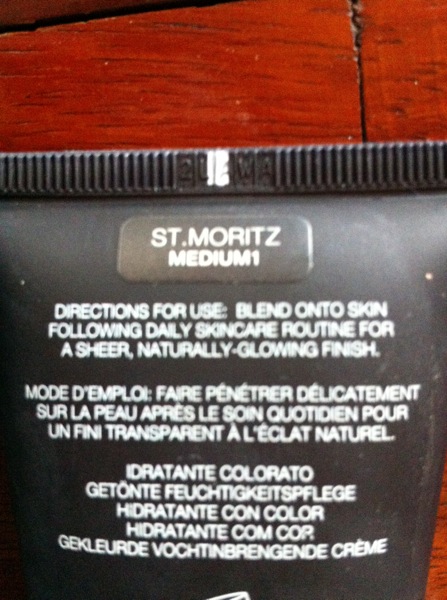 ST.MORITZ
MEDIUM1
DIRECTIONS FOR USE: BLEND ONTO SKIN
FOLLOWING DAILY SKINCARE ROUTINE FOR
A SHEER, NATURALLY-GLOWING FINISH.
MODE D'EMPLOI: FAIRE PÉNÉTRER DÉLICATEMENT
SUR LA PEAU APRÈS LE SOIN QUOTIDIEN POUR
UN FINI TRANSPARENT À L'ÉCLAT NATUREL.
IDRATANTE COLORATO
GETÖNTE FEUCHTIGKEITSPFLEGE
HIDRATANTE CON COLOR
HIDRATANTE COM COR.
GEKLEURDE VOCHTINBRENGENDE CRÈME